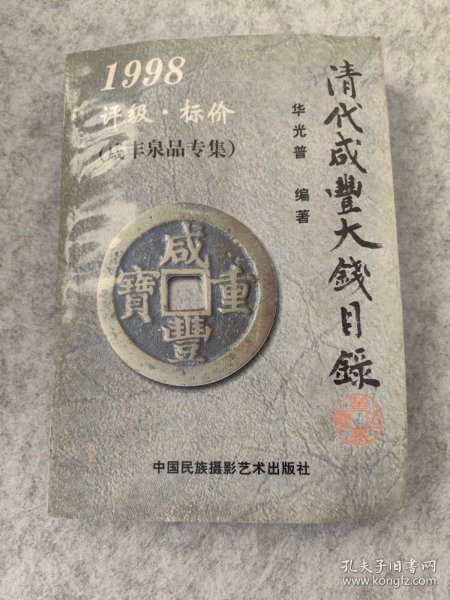 1998
评级·标价
(咸丰泉品专集)
清代咸豐大錢目錄
华光普 编著
咸豐重寶
中国民族摄影艺术出版社
孔夫子旧书网
www.kongfz.com